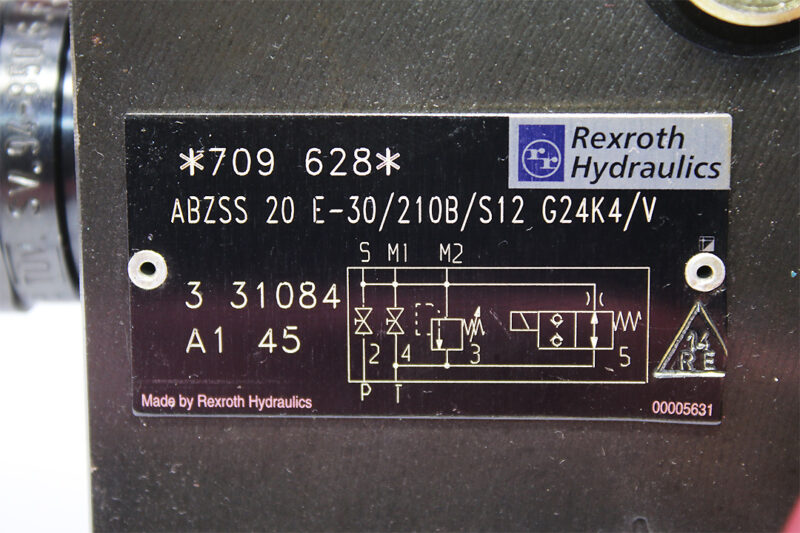 Rexroth
Hydraulics
*709 628*
ABZSS 20 E-30/210B/S12 G24K4/V
S M1 M2
3 31084
A1 45
2 4 3 5
P T
14
R E
Made by Rexroth Hydraulics
00005631